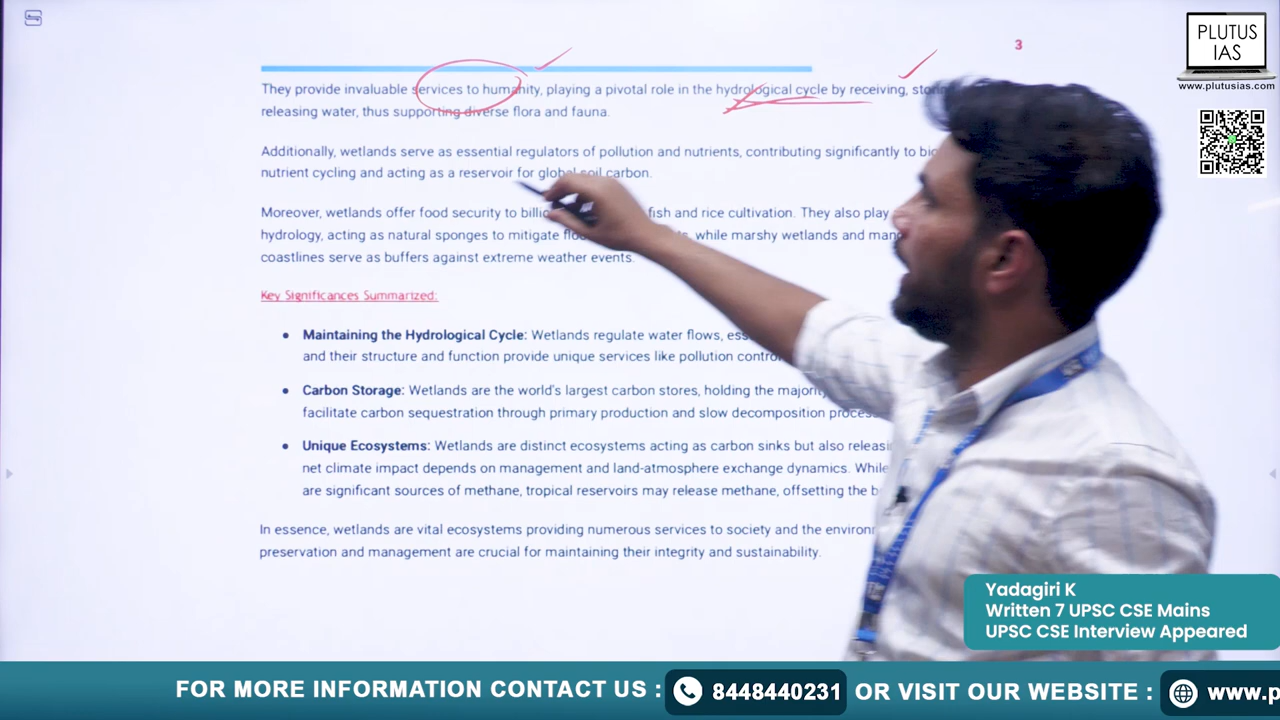 PLUTUS
IAS
www.plutusias.com
3
They provide invaluable services to humanity, playing a pivotal role in the hydrological cycle by receiving,
releasing water, thus supporting diverse flora and fauna.
Additionally, wetlands serve as essential regulators of pollution and nutrients, contributing significantly to
nutrient cycling and acting as a reservoir for global soil carbon.
Moreover, wetlands offer food security to fish and rice cultivation. They also play
hydrology, acting as natural sponges to mitigate while marshy wetlands and
coastlines serve as buffers against extreme weather events.
Key Significances Summarized:
• Maintaining the Hydrological Cycle: Wetlands regulate water flows,
and their structure and function provide unique services like pollution
• Carbon Storage: Wetlands are the world's largest carbon stores, holding the
facilitate carbon sequestration through primary production and slow decomposition
• Unique Ecosystems: Wetlands are distinct ecosystems acting as carbon sinks but also
net climate impact depends on management and land-atmosphere exchange dynamics. While
are significant sources of methane, tropical reservoirs may release methane, offsetting the
In essence, wetlands are vital ecosystems providing numerous services to society and the
preservation and management are crucial for maintaining their integrity and sustainability.
Yadagiri K
Written 7 UPSC CSE Mains
UPSC CSE Interview Appeared
FOR MORE INFORMATION CONTACT US : 8448440231 OR VISIT OUR WEBSITE : www.p